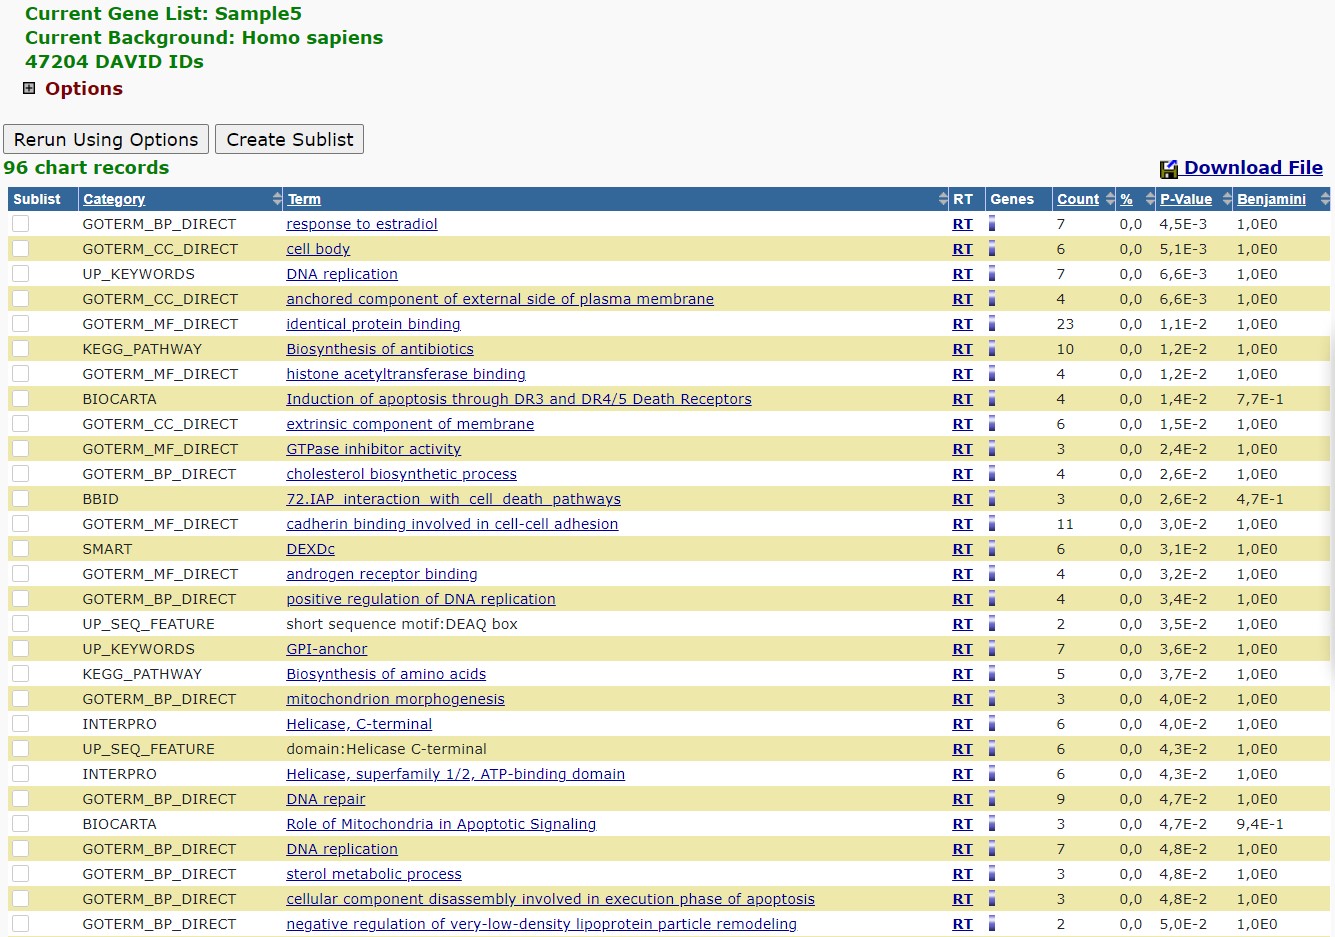 Current Gene List: Sample5
Current Background: Homo sapiens
47204 DAVID IDs
Options
Rerun Using Options Create Sublist
96 chart records Download File
Sublist Category Term RT Genes Count % P-Value Benjamini
GOTERM_BP_DIRECT response to estradiol RT 7 0,0 4,5E-3 1,0E0
GOTERM_CC_DIRECT cell body RT 6 0,0 5,1E-3 1,0E0
UP_KEYWORDS DNA replication RT 7 0,0 6,6E-3 1,0E0
GOTERM_CC_DIRECT anchored component of external side of plasma membrane RT 4 0,0 6,6E-3 1,0E0
GOTERM_MF_DIRECT identical protein binding RT 23 0,0 1,1E-2 1,0E0
KEGG_PATHWAY Biosynthesis of antibiotics RT 10 0,0 1,2E-2 1,0E0
GOTERM_MF_DIRECT histone acetyltransferase binding RT 4 0,0 1,2E-2 1,0E0
BIOCARTA Induction of apoptosis through DR3 and DR4/5 Death Receptors RT 4 0,0 1,4E-2 7,7E-1
GOTERM_CC_DIRECT extrinsic component of membrane RT 6 0,0 1,5E-2 1,0E0
GOTERM_MF_DIRECT GTPase inhibitor activity RT 3 0,0 2,4E-2 1,0E0
GOTERM_BP_DIRECT cholesterol biosynthetic process RT 4 0,0 2,6E-2 1,0E0
BBID 72.IAP_interaction_with_cell_death_pathways RT 3 0,0 2,6E-2 4,7E-1
GOTERM_MF_DIRECT cadherin binding involved in cell-cell adhesion RT 11 0,0 3,0E-2 1,0E0
SMART DEXDc RT 6 0,0 3,1E-2 1,0E0
GOTERM_MF_DIRECT androgen receptor binding RT 4 0,0 3,2E-2 1,0E0
GOTERM_BP_DIRECT positive regulation of DNA replication RT 4 0,0 3,4E-2 1,0E0
UP_SEQ_FEATURE short sequence motif:DEAQ box RT 2 0,0 3,5E-2 1,0E0
UP_KEYWORDS GPI-anchor RT 7 0,0 3,6E-2 1,0E0
KEGG_PATHWAY Biosynthesis of amino acids RT 5 0,0 3,7E-2 1,0E0
GOTERM_BP_DIRECT mitochondrion morphogenesis RT 3 0,0 4,0E-2 1,0E0
INTERPRO Helicase, C-terminal RT 6 0,0 4,0E-2 1,0E0
UP_SEQ_FEATURE domain:Helicase C-terminal RT 6 0,0 4,3E-2 1,0E0
INTERPRO Helicase, superfamily 1/2, ATP-binding domain RT 6 0,0 4,3E-2 1,0E0
GOTERM_BP_DIRECT DNA repair RT 9 0,0 4,7E-2 1,0E0
BIOCARTA Role of Mitochondria in Apoptotic Signaling RT 3 0,0 4,7E-2 9,4E-1
GOTERM_BP_DIRECT DNA replication RT 7 0,0 4,8E-2 1,0E0
GOTERM_BP_DIRECT sterol metabolic process RT 3 0,0 4,8E-2 1,0E0
GOTERM_BP_DIRECT cellular component disassembly involved in execution phase of apoptosis RT 3 0,0 4,8E-2 1,0E0
GOTERM_BP_DIRECT negative regulation of very-low-density lipoprotein particle remodeling RT 2 0,0 5,0E-2 1,0E0